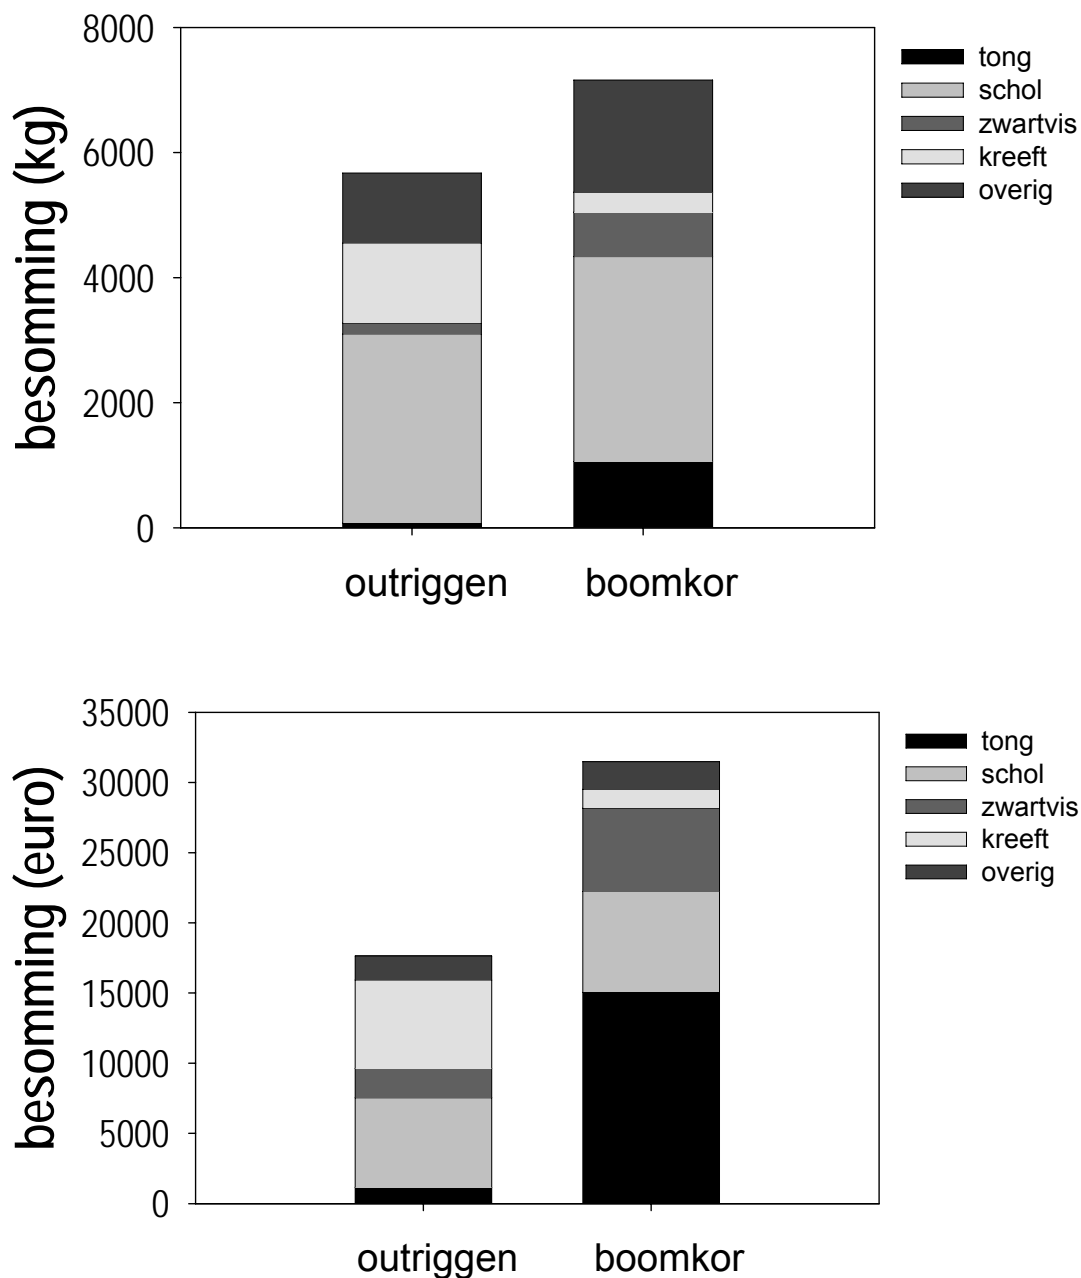 8000
6000
4000
2000
0
besomming (kg)
outriggen boomkor
tong
schol
zwartvis
kreeft
overig
35000
30000
25000
20000
15000
10000
5000
0
besomming (euro)
outriggen boomkor
tong
schol
zwartvis
kreeft
overig